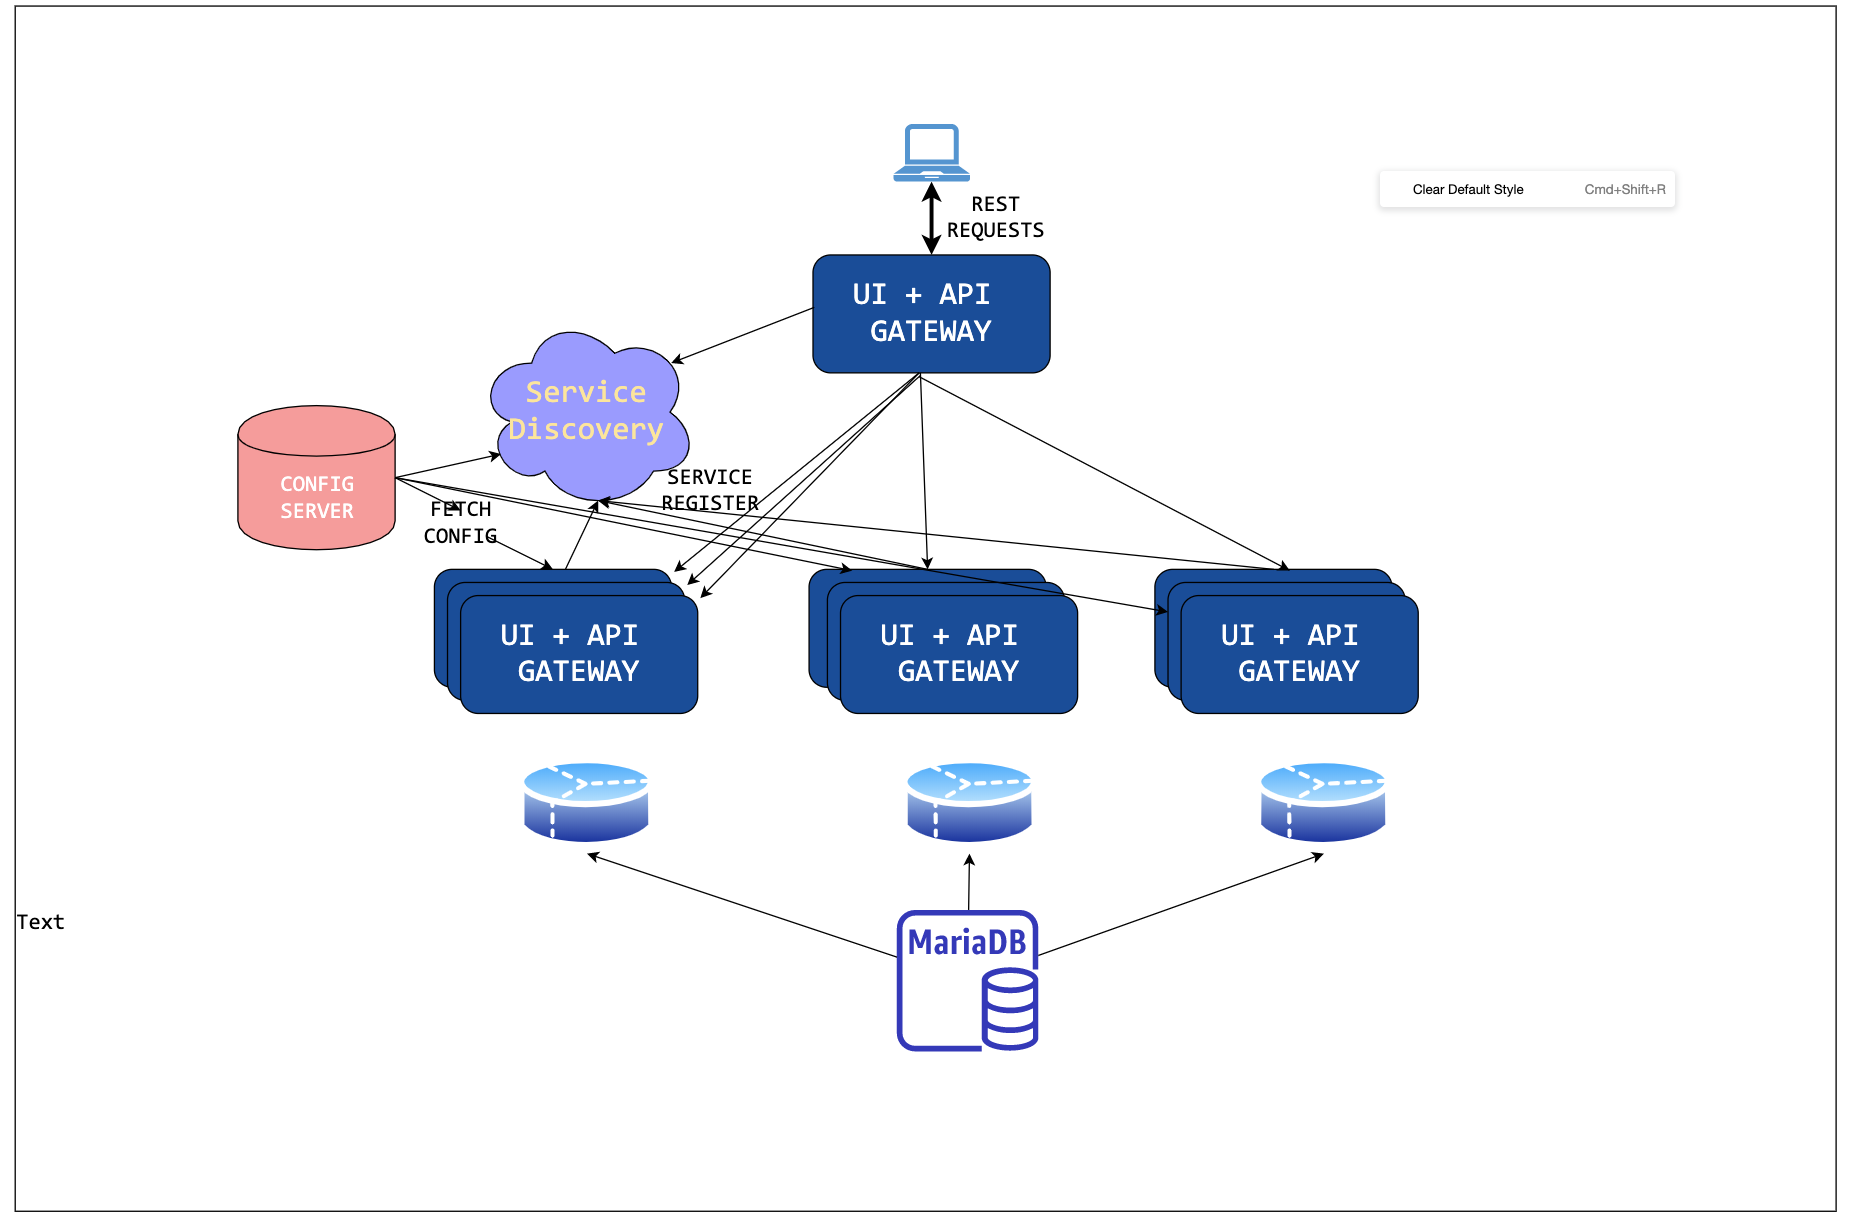 Clear Default Style Cmd+Shift+R
REST
REQUESTS
UI + API
GATEWAY
Service
Discovery
CONFIG
SERVER
SERVICE
REGISTER
FETCH
CONFIG
UI + API
GATEWAY
UI + API
GATEWAY
UI + API
GATEWAY
Text
MariaDB